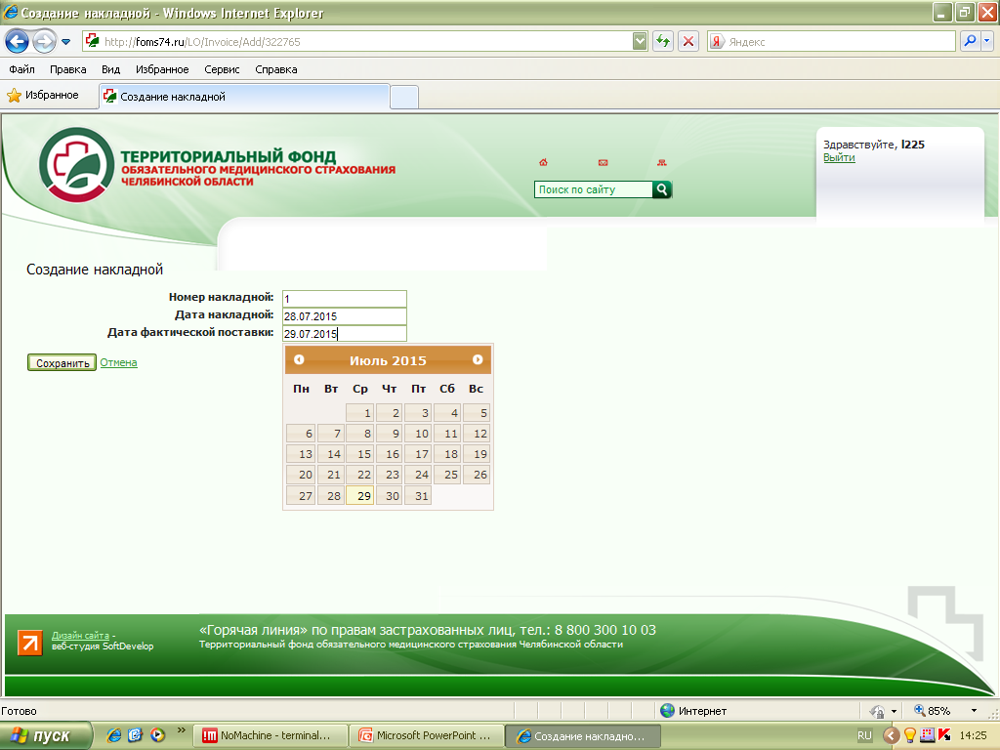 Создание накладной - Windows Internet Explorer
http://foms74.ru/LO/Invoice/Add/322765
Яндекс
Файл Правка Вид Избранное Сервис Справка
Избранное
Создание накладной
ТЕРРИТОРИАЛЬНЫЙ ФОНД
ОБЯЗАТЕЛЬНОГО МЕДИЦИНСКОГО СТРАХОВАНИЯ
ЧЕЛЯБИНСКОЙ ОБЛАСТИ
Поиск по сайту
Здравствуйте, l225
Выйти
Создание накладной
Номер накладной: 1
Дата накладной: 28.07.2015
Дата фактической поставки: 29.07.2015
Сохранить Отмена
Июль 2015
Пн Вт Ср Чт Пт Сб Вс
1 2 3 4 5
6 7 8 9 10 11 12
13 14 15 16 17 18 19
20 21 22 23 24 25 26
27 28 29 30 31
Дизайн сайта -
веб-студия SoftDevelop
«Горячая линия» по правам застрахованных лиц, тел.: 8 800 300 10 03
Территориальный фонд обязательного медицинского страхования Челябинской области
Готово
Интернет
85%
пуск
NoMachine - terminal...
Microsoft PowerPoint ...
Создание накладно...
RU
14:25